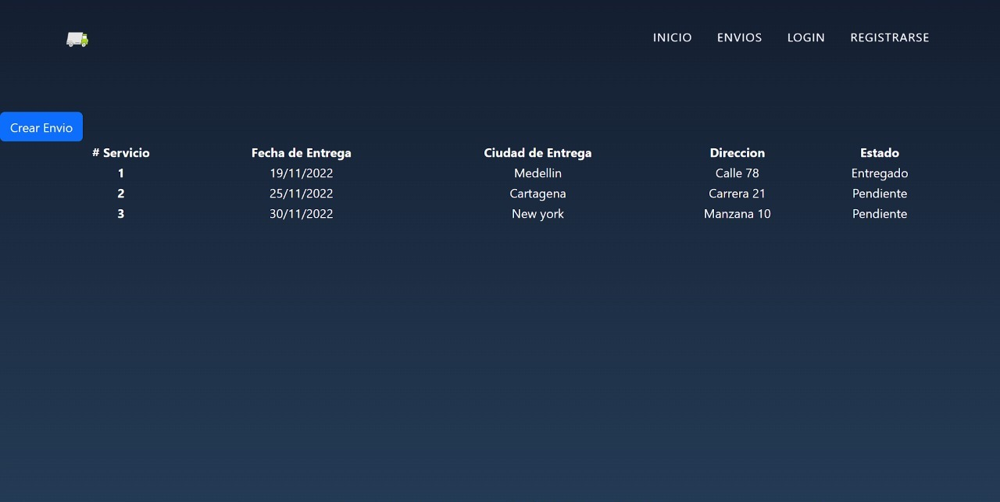 INICIO ENVIOS LOGIN REGISTRARSE
Crear Envio
# Servicio Fecha de Entrega Ciudad de Entrega Direccion Estado
1 19/11/2022 Medellin Calle 78 Entregado
2 25/11/2022 Cartagena Carrera 21 Pendiente
3 30/11/2022 New york Manzana 10 Pendiente